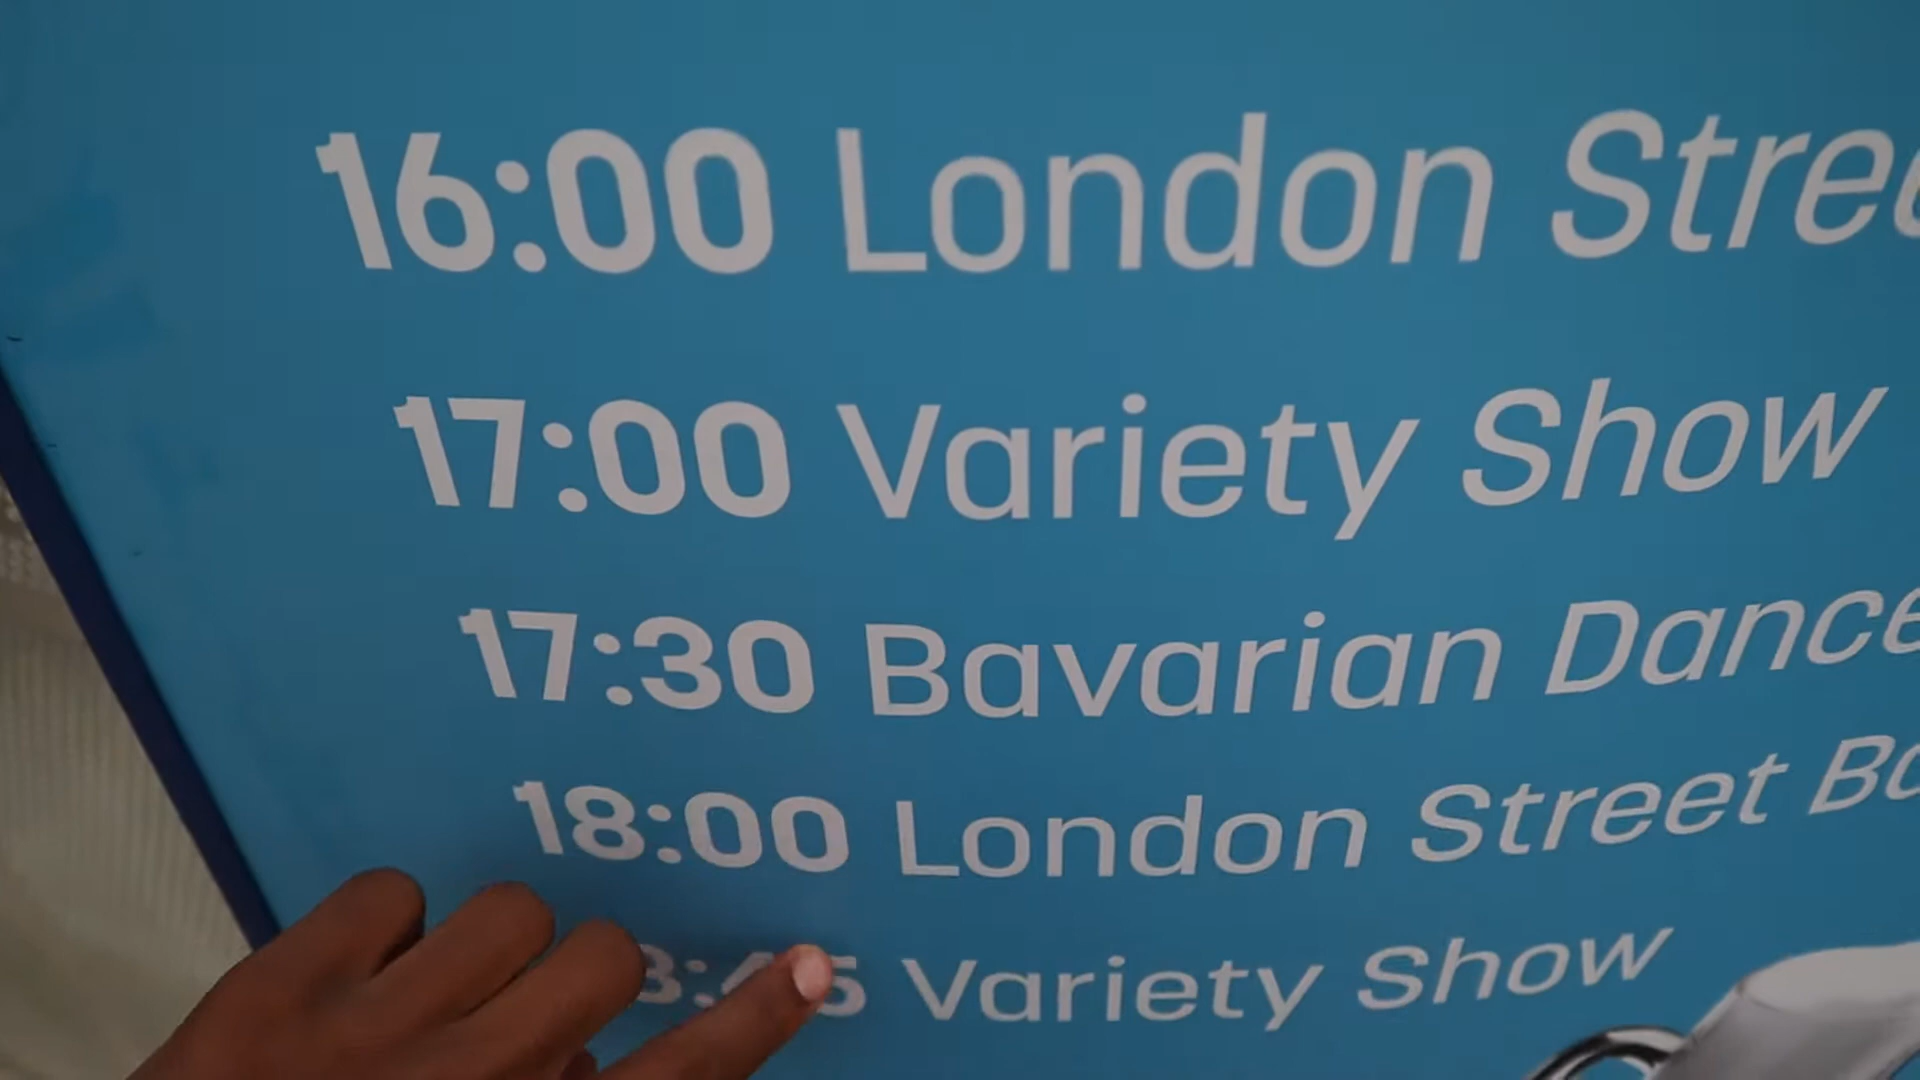 16:00 London
17:00 Variety Show
17:30 Bavarian
18:00 London Street
Variety Show